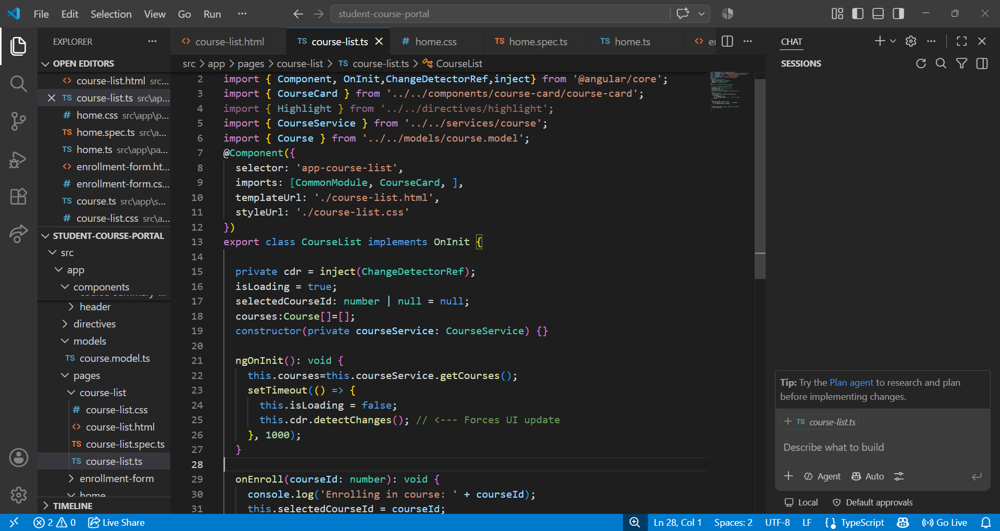 File Edit Selection View Go Run ···
student-course-portal
EXPLORER
OPEN EDITORS
<> course-list.html src...
TS course-list.ts src\ap...
# home.css src\app\p...
TS home.spec.ts src\a...
TS home.ts src\app\pa...
<> enrollment-form.ht...
# enrollment-form.cs...
TS course.ts src\app\s...
# course-list.css src\a...
STUDENT-COURSE-PORTAL
src
app
components
header
directives
models
TS course.model.ts
pages
course-list
# course-list.css
<> course-list.html
TS course-list.spec.ts
TS course-list.ts
enrollment-form
home
TIMELINE
<> course-list.html
TS course-list.ts
# home.css
TS home.spec.ts
TS home.ts
src > app > pages > course-list > TS course-list.ts > CourseList
2 import { Component, OnInit,ChangeDetectorRef,inject} from '@angular/core';
3 import { CourseCard } from '../../components/course-card/course-card';
4 import { Highlight } from '../../directives/highlight';
5 import { CourseService } from '../../services/course';
6 import { Course } from '../../models/course.model';
7 @Component({
8 selector: 'app-course-list',
9 imports: [CommonModule, CourseCard, ],
10 templateUrl: './course-list.html',
11 styleUrl: './course-list.css'
12 })
13 export class CourseList implements OnInit {
14
15 private cdr = inject(ChangeDetectorRef);
16 isLoading = true;
17 selectedCourseId: number | null = null;
18 courses:Course[]=[];
19 constructor(private courseService: CourseService) {}
20
21 ngOnInit(): void {
22 this.courses=this.courseService.getCourses();
23 setTimeout(() => {
24 this.isLoading = false;
25 this.cdr.detectChanges(); // <--- Forces UI update
26 }, 1000);
27 }
28
29 onEnroll(courseId: number): void {
30 console.log('Enrolling in course: ' + courseId);
31 this.selectedCourseId = courseId;
CHAT
SESSIONS
Tip: Try the Plan agent to research and plan
before implementing changes.
+ TS course-list.ts
Describe what to build
Agent Auto
Local Default approvals
2 0 Live Share
Ln 28, Col 1 Spaces: 2 UTF-8 LF { } TypeScript Go Live